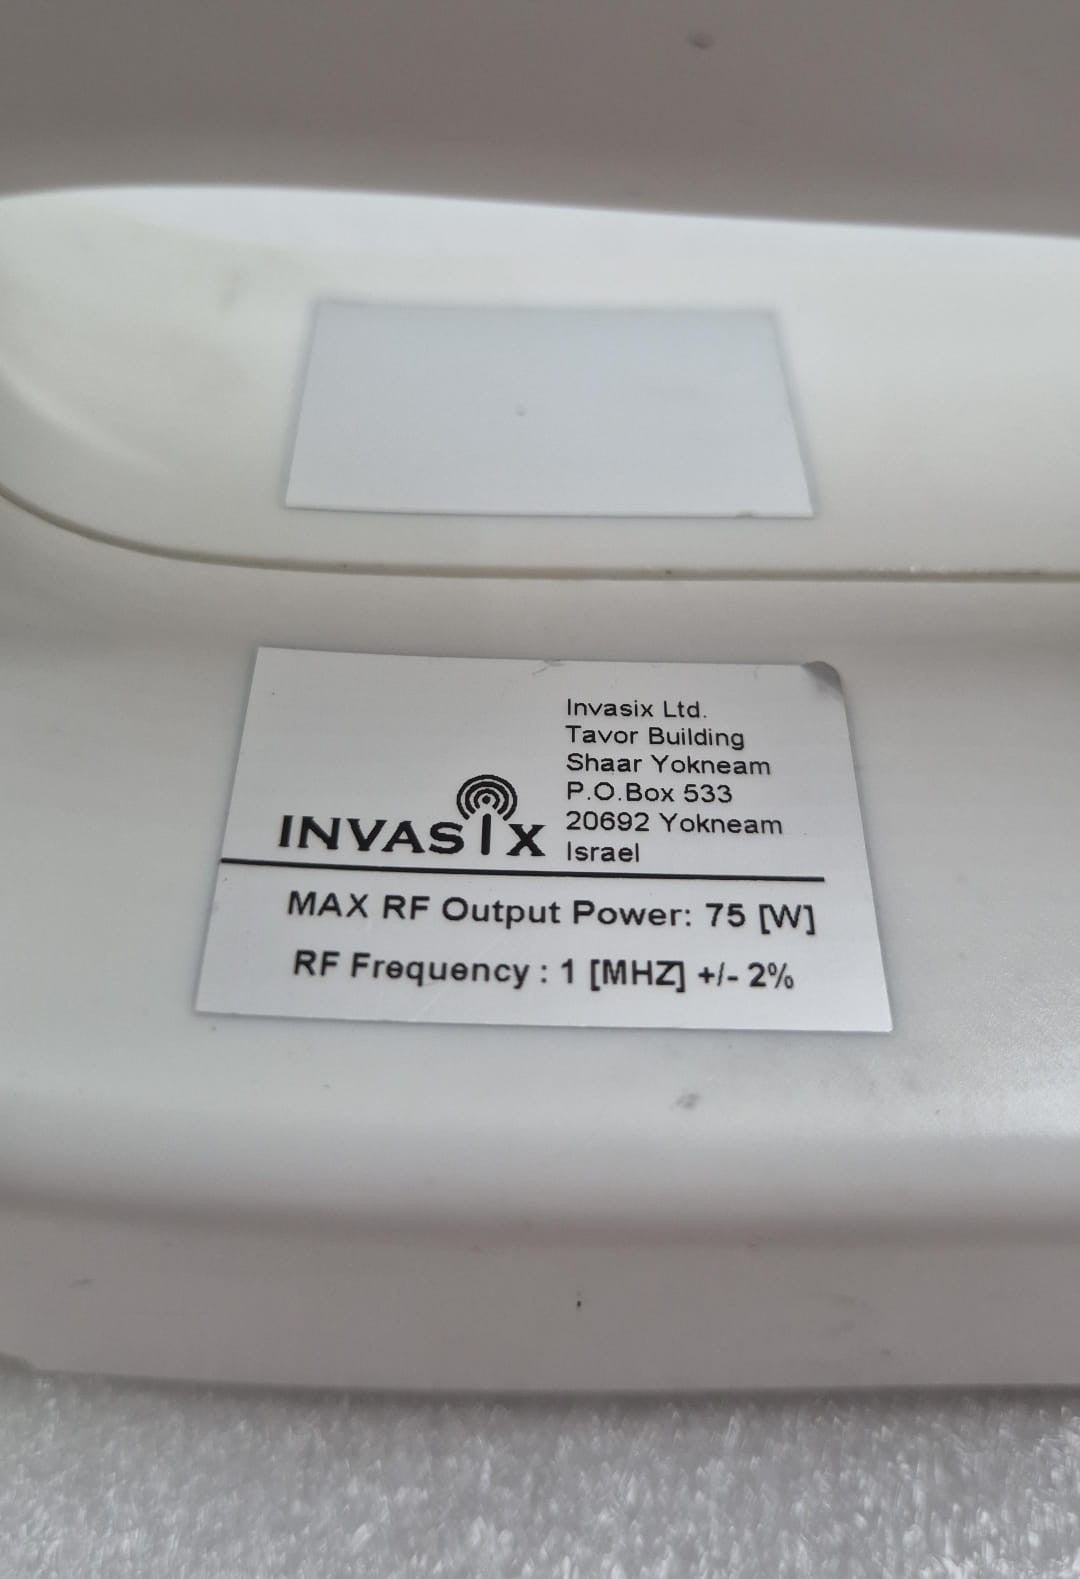 Invasix Ltd.
Tavor Building
Shaar Yokneam
P.O.Box 533
20692 Yokneam
Israel
INVASIX
MAX RF Output Power: 75 [W]
RF Frequency : 1 [MHZ] +/- 2%